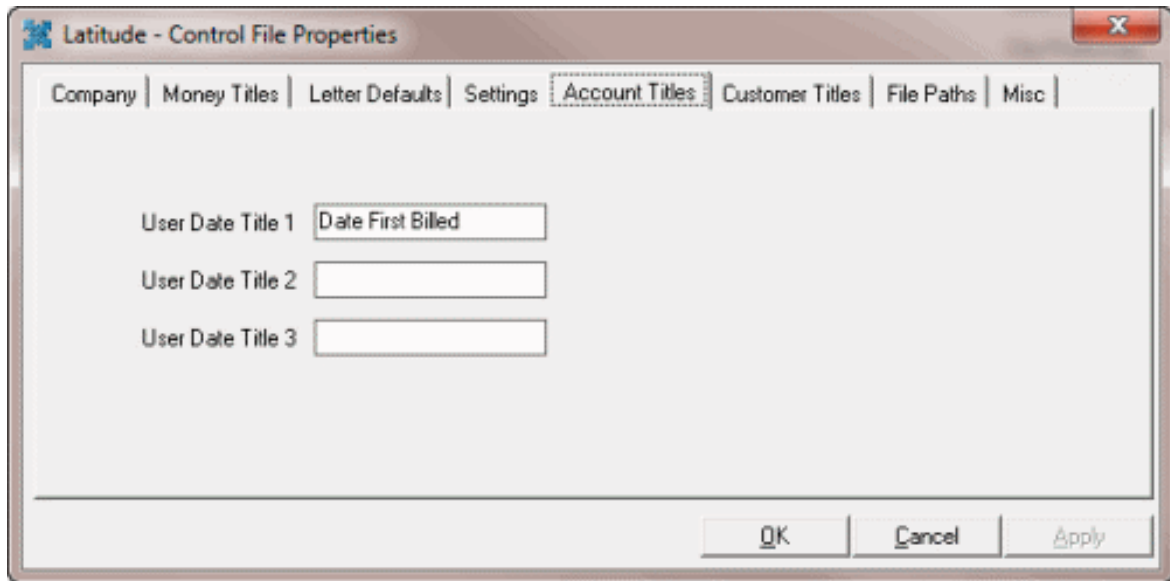 Latitude - Control File Properties
Company Money Titles Letter Defaults Settings Account Titles Customer Titles File Paths Misc
User Date Title 1 Date First Billed
User Date Title 2
User Date Title 3
OK Cancel Apply